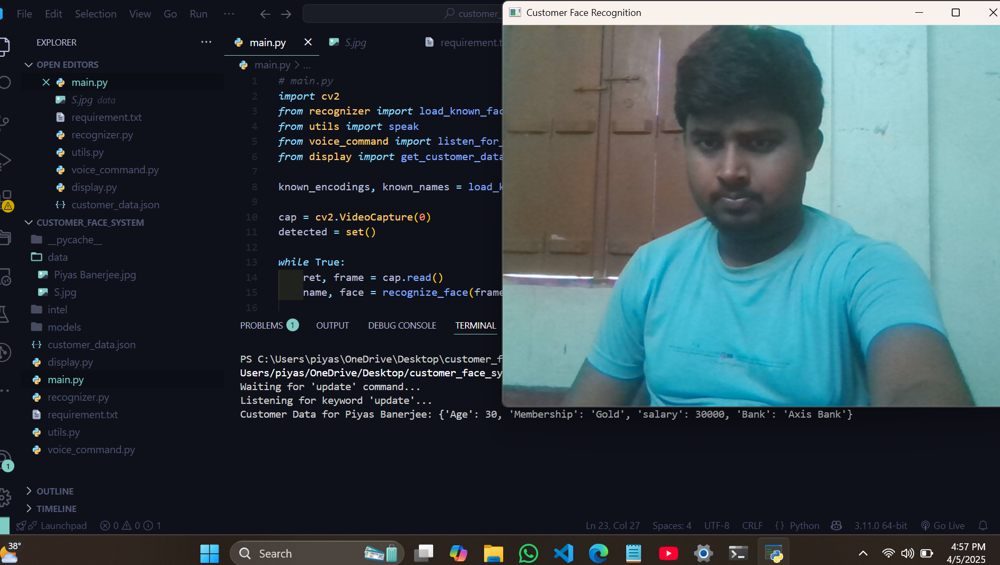 File Edit Selection View Go Run ...
customer_
Customer Face Recognition
EXPLORER
main.py
S.jpg
requirement.t
OPEN EDITORS
main.py > ...
main.py
S.jpg data
requirement.txt
recognizer.py
utils.py
voice_command.py
display.py
customer_data.json
CUSTOMER_FACE_SYSTEM
__pycache__
data
Piyas Banerjee.jpg
S.jpg
intel
models
customer_data.json
display.py
main.py
recognizer.py
requirement.txt
utils.py
voice_command.py
OUTLINE
TIMELINE
1 # main.py
2 import cv2
3 from recognizer import load_known_fac
4 from utils import speak
5 from voice_command import listen_for_
6 from display import get_customer_data
7
8 known_encodings, known_names = load_k
9
10 cap = cv2.VideoCapture(0)
11 detected = set()
12
13 while True:
14 ret, frame = cap.read()
15 name, face = recognize_face(frame
16
PROBLEMS 1 OUTPUT DEBUG CONSOLE TERMINAL
PS C:\Users\piyas\OneDrive\Desktop\customer_f
Users/piyas/OneDrive/Desktop/customer_face_sy
Waiting for 'update' command...
Listening for keyword 'update'...
Customer Data for Piyas Banerjee: {'Age': 30, 'Membership': 'Gold', 'salary': 30000, 'Bank': 'Axis Bank'}
1
Launchpad 0 0 1
Ln 23, Col 27 Spaces: 4 UTF-8 CRLF {} Python 3.11.0 64-bit Go Live
38°
Search
4:57 PM
4/5/2025